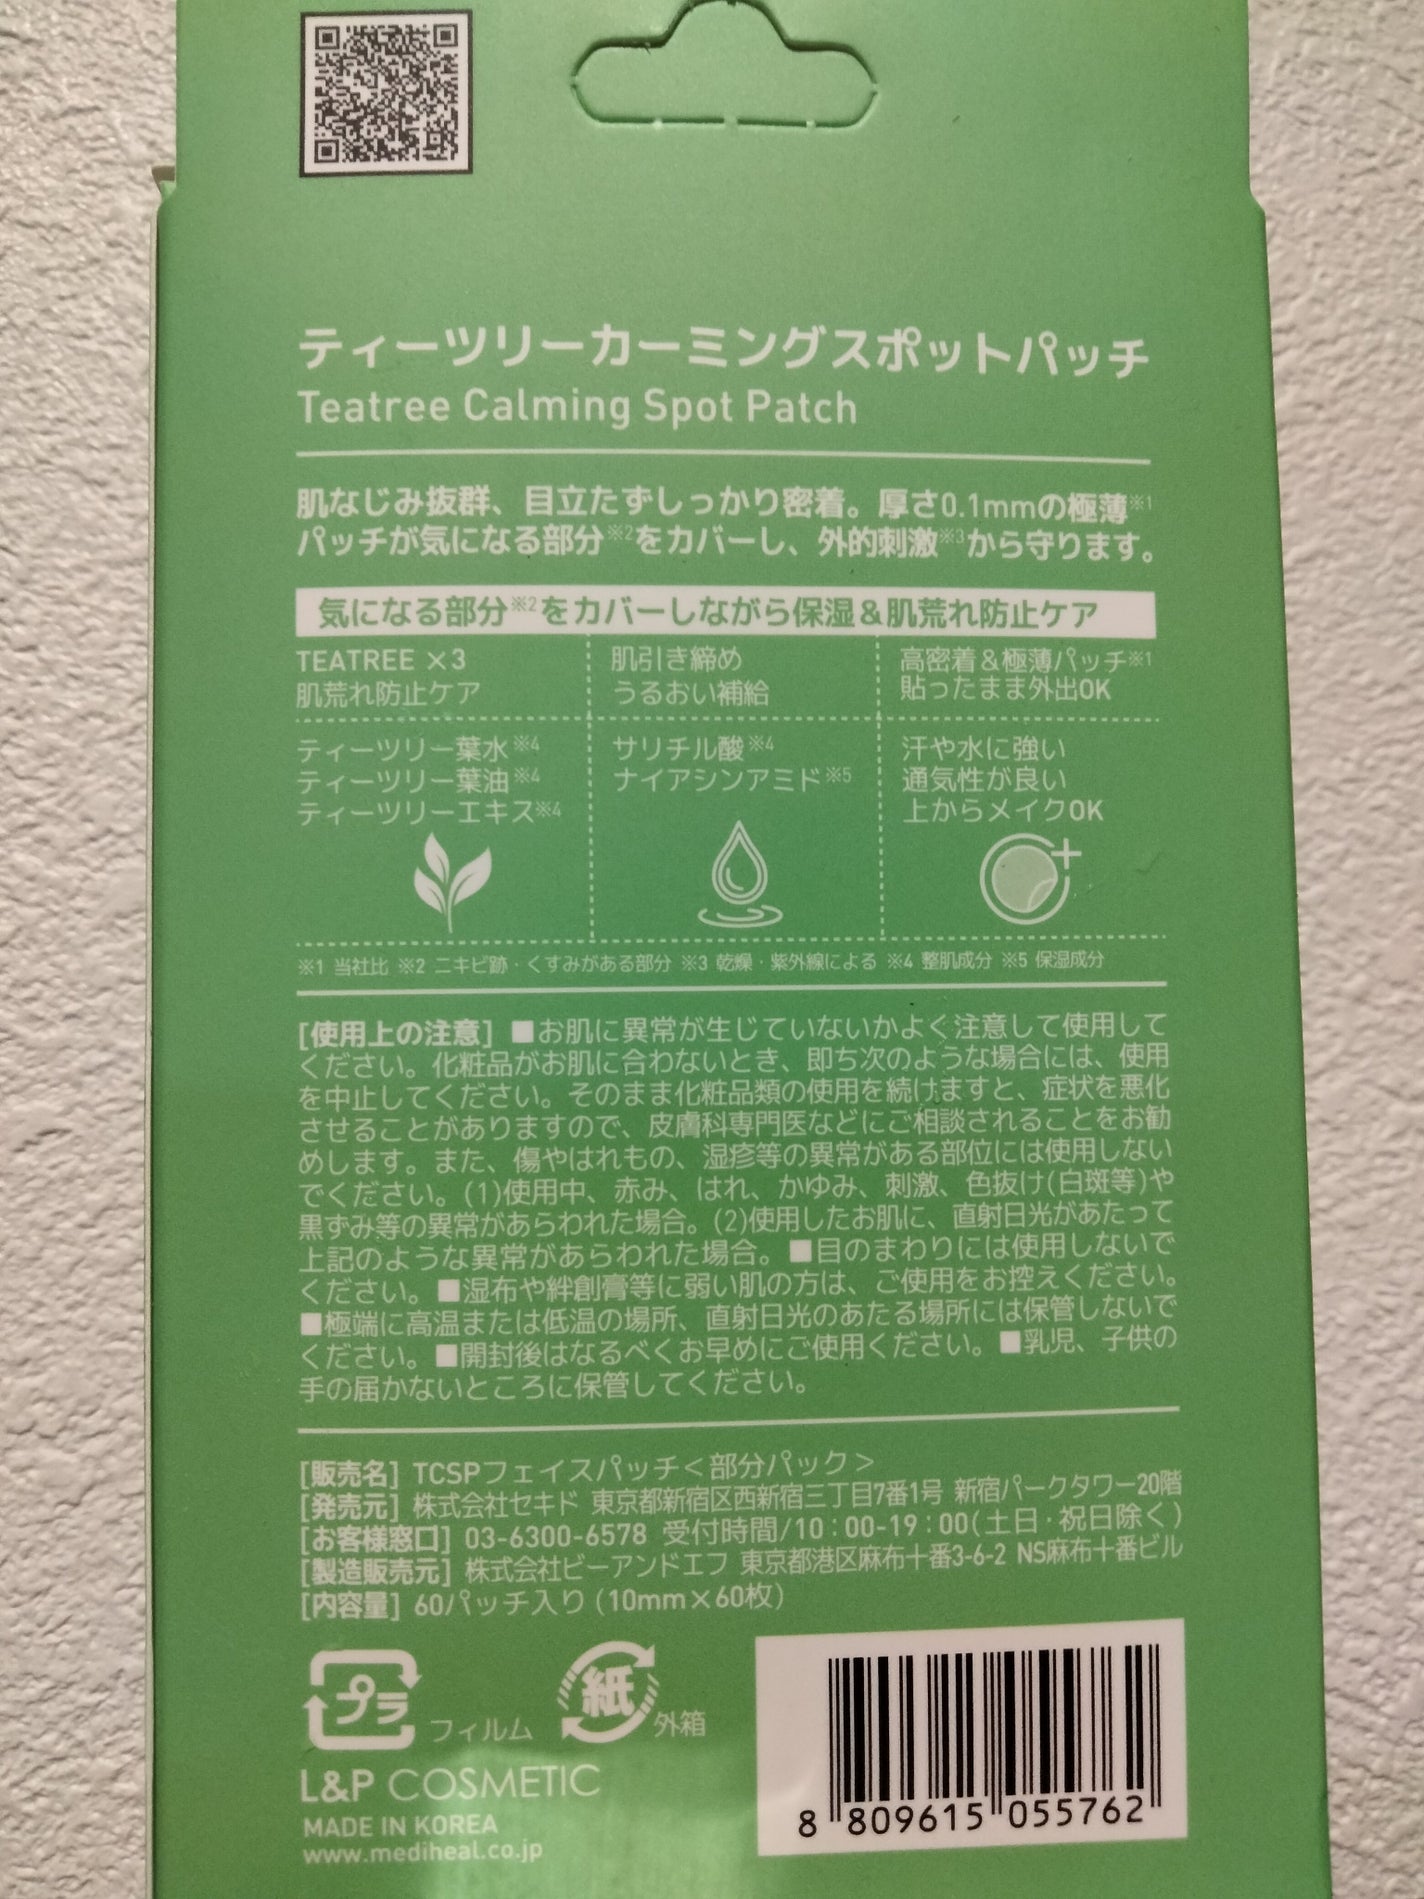 ティーツリーカーミングスポットパッチ
Teatree Calming Spot Patch
肌なじみ抜群、目立たずしっかり密着。厚さ0.1mmの極薄※1
パッチが気になる部分※2をカバーし、外的刺激※3から守ります。
気になる部分※2をカバーしながら保湿＆肌荒れ防止ケア
TEATREE ×3
肌荒れ防止ケア
肌引き締め
うるおい補給
高密着＆極薄パッチ※1
貼ったまま外出OK
ティーツリー葉水※4
ティーツリー葉油※4
ティーツリーエキス※4
サリチル酸※4
ナイアシンアミド※5
汗や水に強い
通気性が良い
上からメイクOK
※1 当社比 ※2 ニキビ跡・くすみがある部分 ※3 乾燥・紫外線による ※4 整肌成分 ※5 保湿成分
[使用上の注意] ■お肌に異常が生じていないかよく注意して使用して
ください。化粧品がお肌に合わないとき、即ち次のような場合には、使用
を中止してください。そのまま化粧品類の使用を続けますと、症状を悪化
させることがありますので、皮膚科専門医などにご相談されることをお勧
めします。また、傷やはれもの、湿疹等の異常がある部位には使用しない
でください。(1)使用中、赤み、はれ、かゆみ、刺激、色抜け(白斑等)や
黒ずみ等の異常があらわれた場合。(2)使用したお肌に、直射日光があたって
上記のような異常があらわれた場合。■目のまわりには使用しないで
ください。■湿布や絆創膏等に弱い肌の方は、ご使用をお控えください。
■極端に高温または低温の場所、直射日光のあたる場所には保管しないで
ください。■開封後はなるべくお早めにご使用ください。■乳児、子供の
手の届かないところに保管してください。
[販売名] TCSPフェイスパッチ＜部分パック＞
[発売元] 株式会社セキド 東京都新宿区西新宿三丁目7番1号 新宿パークタワー20階
[お客様窓口] 03-6300-6578 受付時間/10：00-19：00(土日・祝日除く)
[製造販売元] 株式会社ビーアンドエフ 東京都港区麻布十番3-6-2 NS麻布十番ビル
[内容量] 60パッチ入り (10mm×60枚)
プラ フィルム
紙 外箱
L&P COSMETIC
MADE IN KOREA
www.mediheal.co.jp
8 809615 055762